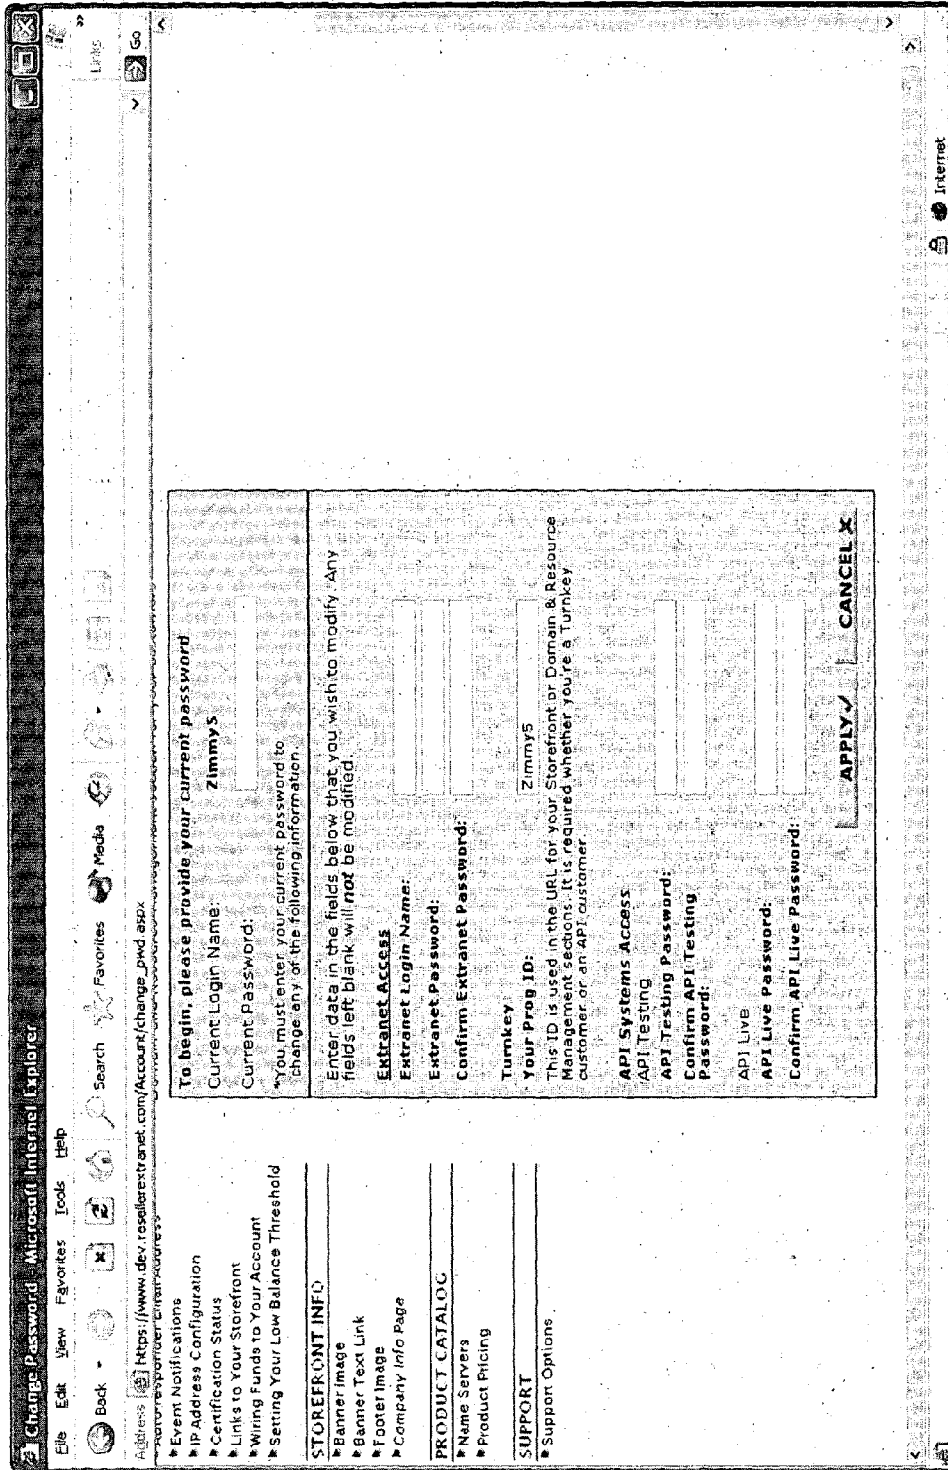 Change Password - Microsoft Internet Explorer
File Edit View Favorites Tools Help
Back Search Favorites Media
Address https://www.dev.resellerextranet.com/Account/change_pwd.aspx Go Links
Autoresponder Email Address
Event Notifications
IP Address Configuration
Certification Status
Links to Your Storefront
Wiring Funds to Your Account
Setting Your Low Balance Threshold
STOREFRONT INFO
Banner Image
Banner Text Link
Footer Image
Company Info Page
PRODUCT CATALOG
Name Servers
Product Pricing
SUPPORT
Support Options
To begin, please provide your current password
Current Login Name: Zimmy5
Current Password:
*You must enter your current password to
change any of the following information.
Enter data in the fields below that you wish to modify. Any
fields left blank will not be modified.
Extranet Access
Extranet Login Name:
Extranet Password:
Confirm Extranet Password:
Turnkey
Your Prog ID: Zimmy5
This ID is used in the URL for your Storefront or Domain & Resource
Management sections. It is required whether you're a Turnkey
customer or an API customer
API Systems Access
API Testing
API Testing Password:
Confirm API Testing
Password:
API Live
API Live Password:
Confirm API Live Password:
APPLY CANCEL X
Internet